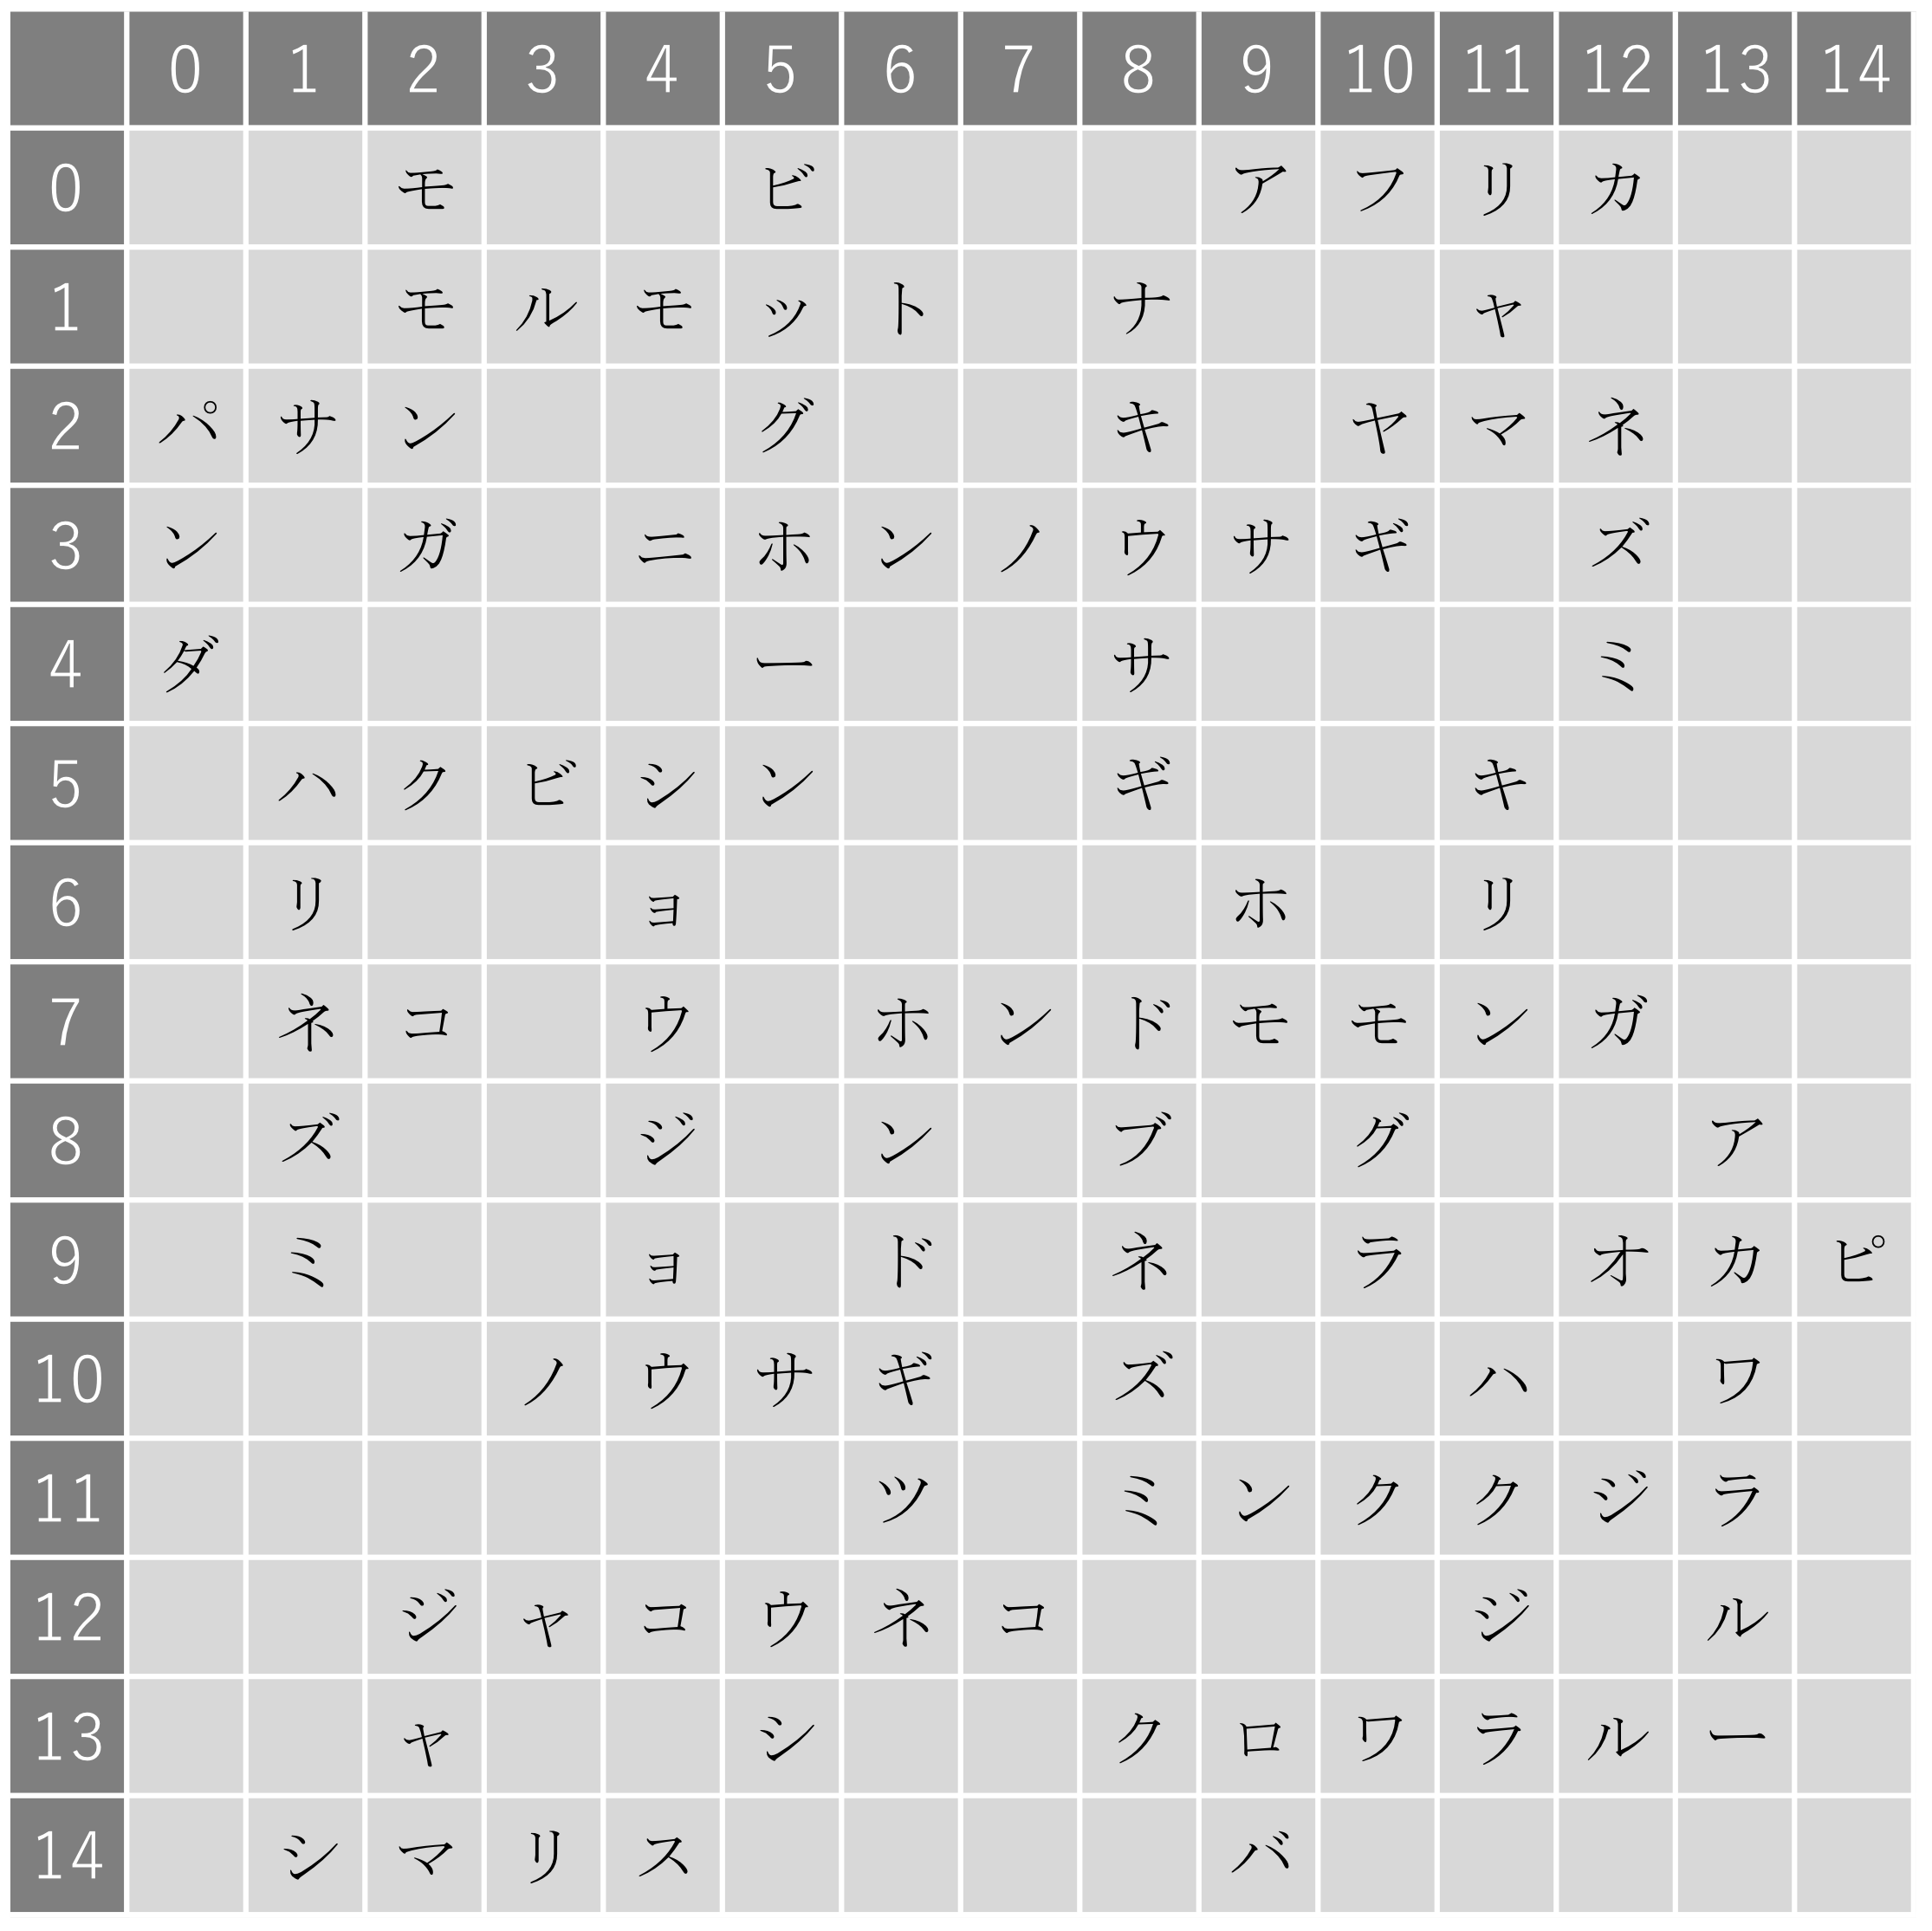 0 1 2 3 4 5 6 7 8 9 10 11 12 13 14
0 モ ビ ア フ リ カ
1 モ ル モ ッ ト ナ ャ
2 パ サ ン グ キ ヤ マ ネ
3 ン ガ ニ ホ ン ノ ウ サ ギ ズ
4 ダ ー サ ミ
5 ハ ク ビ シ ン ギ キ
6 リ ョ ホ リ
7 ネ コ ウ ホ ン ド モ モ ン ガ
8 ズ ジ ン ブ グ ア
9 ミ ョ ド ネ ラ オ カ ピ
10 ノ ウ サ ギ ズ ハ ワ
11 ツ ミ ン ク ク ジ ラ
12 ジ ャ コ ウ ネ コ ジ ル
13 ャ シ ク ロ ワ ラ ル ー
14 シ マ リ ス バ